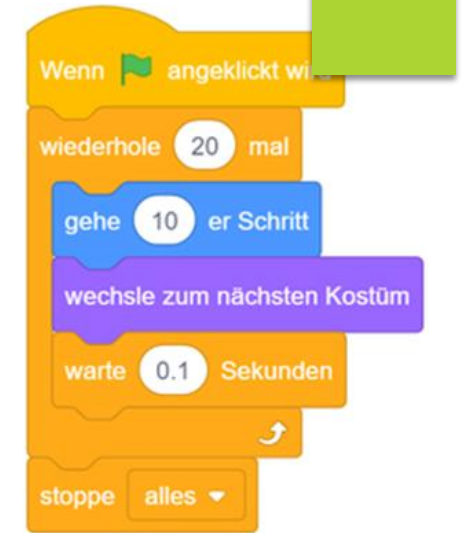 Wenn angeklickt wird
wiederhole 20 mal
gehe 10 er Schritt
wechsle zum nächsten Kostüm
warte 0.1 Sekunden
stoppe alles